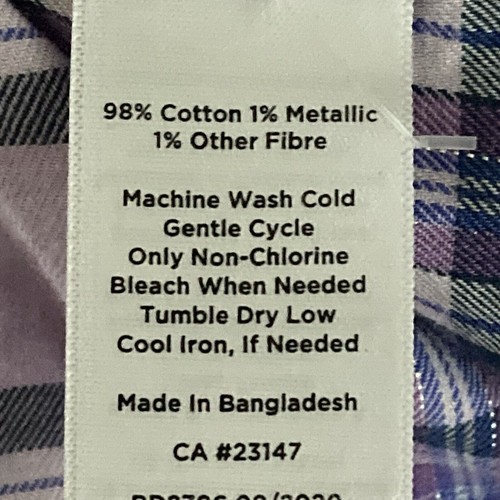 98% Cotton 1% Metallic
1% Other Fibre
Machine Wash Cold
Gentle Cycle
Only Non-Chlorine
Bleach When Needed
Tumble Dry Low
Cool Iron, If Needed
Made In Bangladesh
CA #23147